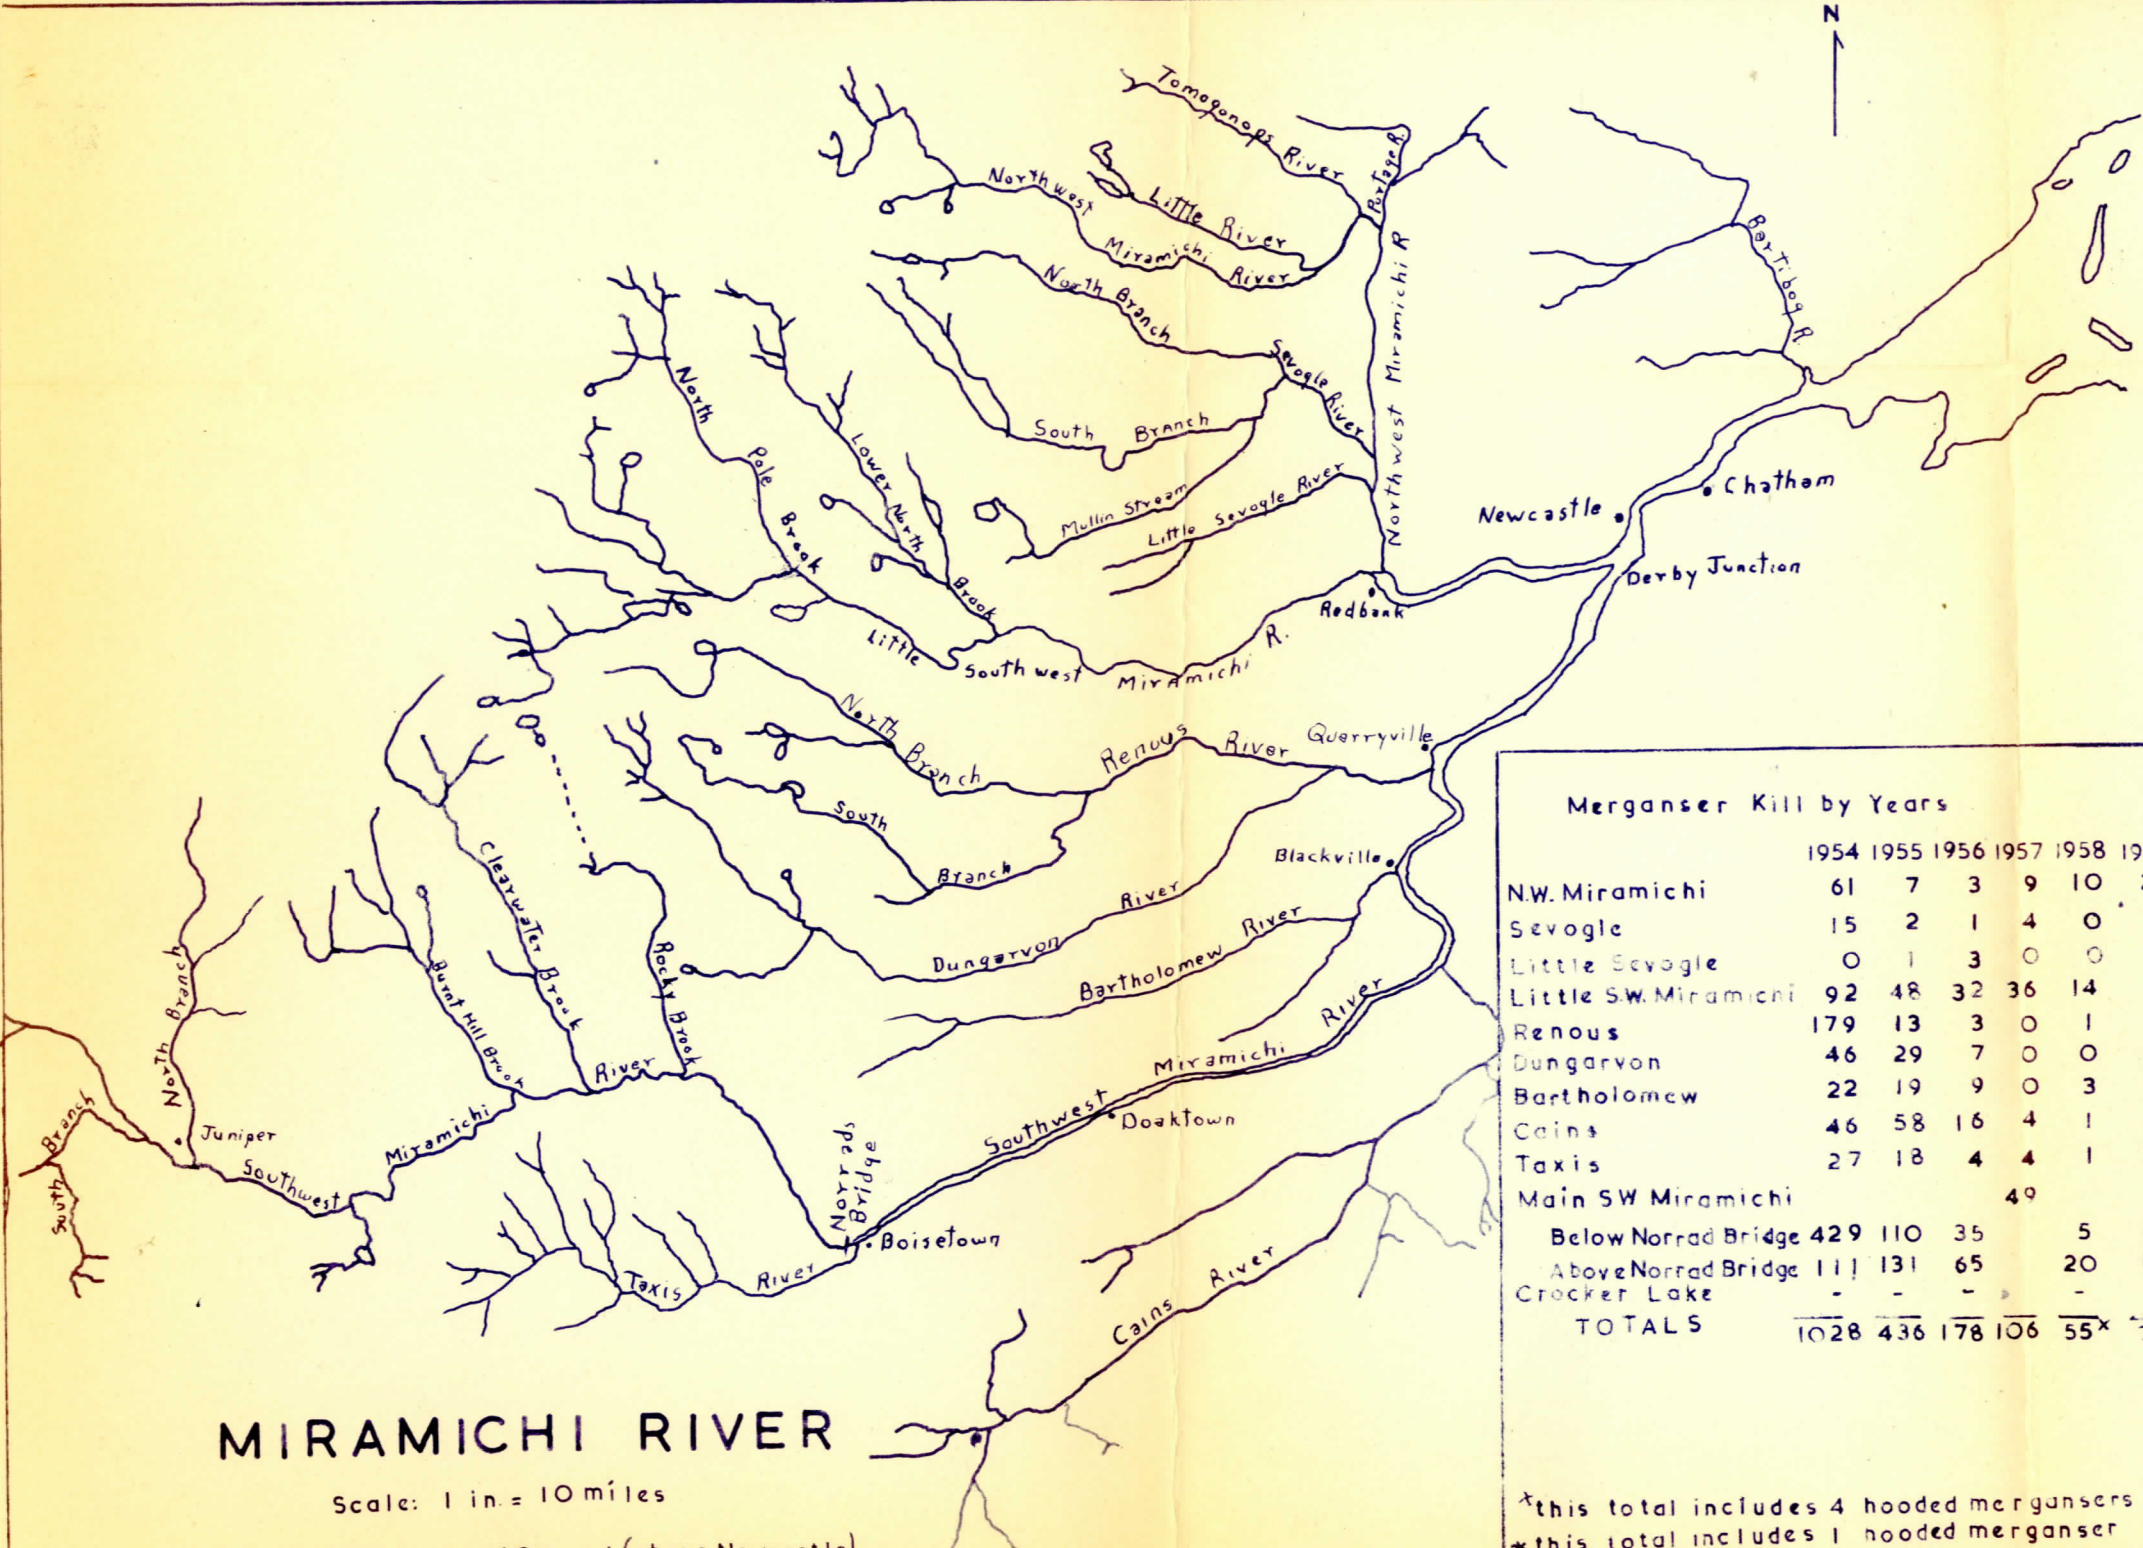 N
Tomogonops River
Portage R.
Northwest Miramichi River
Little River
Northwest Miramichi R
Bartibog R.
North Branch
Sevogle River
South Branch
Mullin Stream
Little Sevogle River
North Pole Brook
Lower North Brook
Newcastle
Chatham
Derby Junction
Redbank
Little Southwest Miramichi R.
North Branch
Renous River
Quarryville
South Branch
Blackville
Dungarvon River
Bartholomew River
Clearwater Brook
Burnt Hill Brook
Rocky Brook
North Branch
South Branch
Juniper
Southwest Miramichi River
Norrads Bridge
Boisetown
Southwest Miramichi River
Doaktown
Taxis River
Cains River
Merganser Kill by Years
1954 1955 1956 1957 1958 19
N.W. Miramichi 61 7 3 9 10
Sevogle 15 2 1 4 0
Little Sevogle 0 1 3 0 0
Little S.W. Miramichi 92 48 32 36 14
Renous 179 13 3 0 1
Dungarvon 46 29 7 0 0
Bartholomew 22 19 9 0 3
Cains 46 58 16 4 1
Taxis 27 18 4 4 1
Main SW Miramichi 49
Below Norrad Bridge 429 110 35 5
Above Norrad Bridge 111 131 65 20
Crocker Lake - - - -
TOTALS 1028 436 178 106 55x
MIRAMICHI RIVER
Scale: 1 in. = 10 miles
xthis total includes 4 hooded mergansers
*this total includes 1 hooded merganser